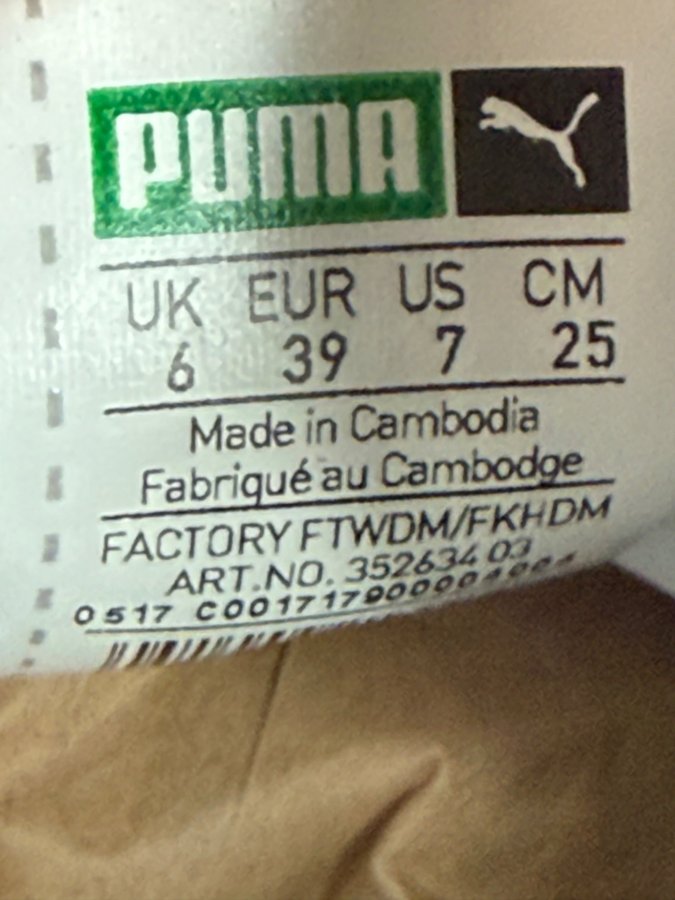 PUMA
UK EUR US CM
6 39 7 25
Made in Cambodia
Fabriqué au Cambodge
FACTORY FTWDM/FKHDM
ART.NO. 352634 03
0517